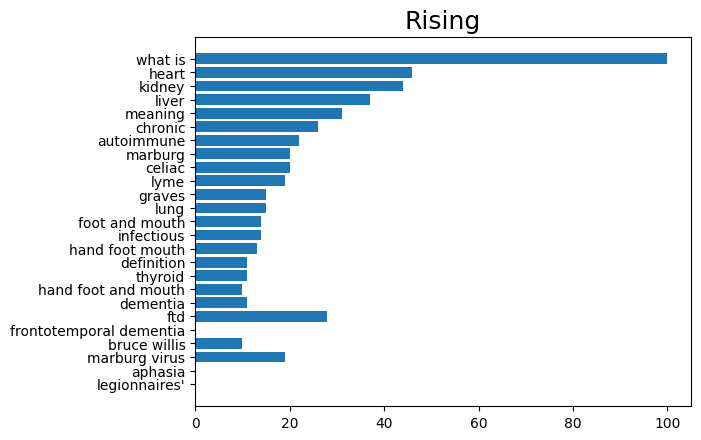 Rising
what is
heart
kidney
liver
meaning
chronic
autoimmune
marburg
celiac
lyme
graves
lung
foot and mouth
infectious
hand foot mouth
definition
thyroid
hand foot and mouth
dementia
ftd
frontotemporal dementia
bruce willis
marburg virus
aphasia
legionnaires'
0 20 40 60 80 100